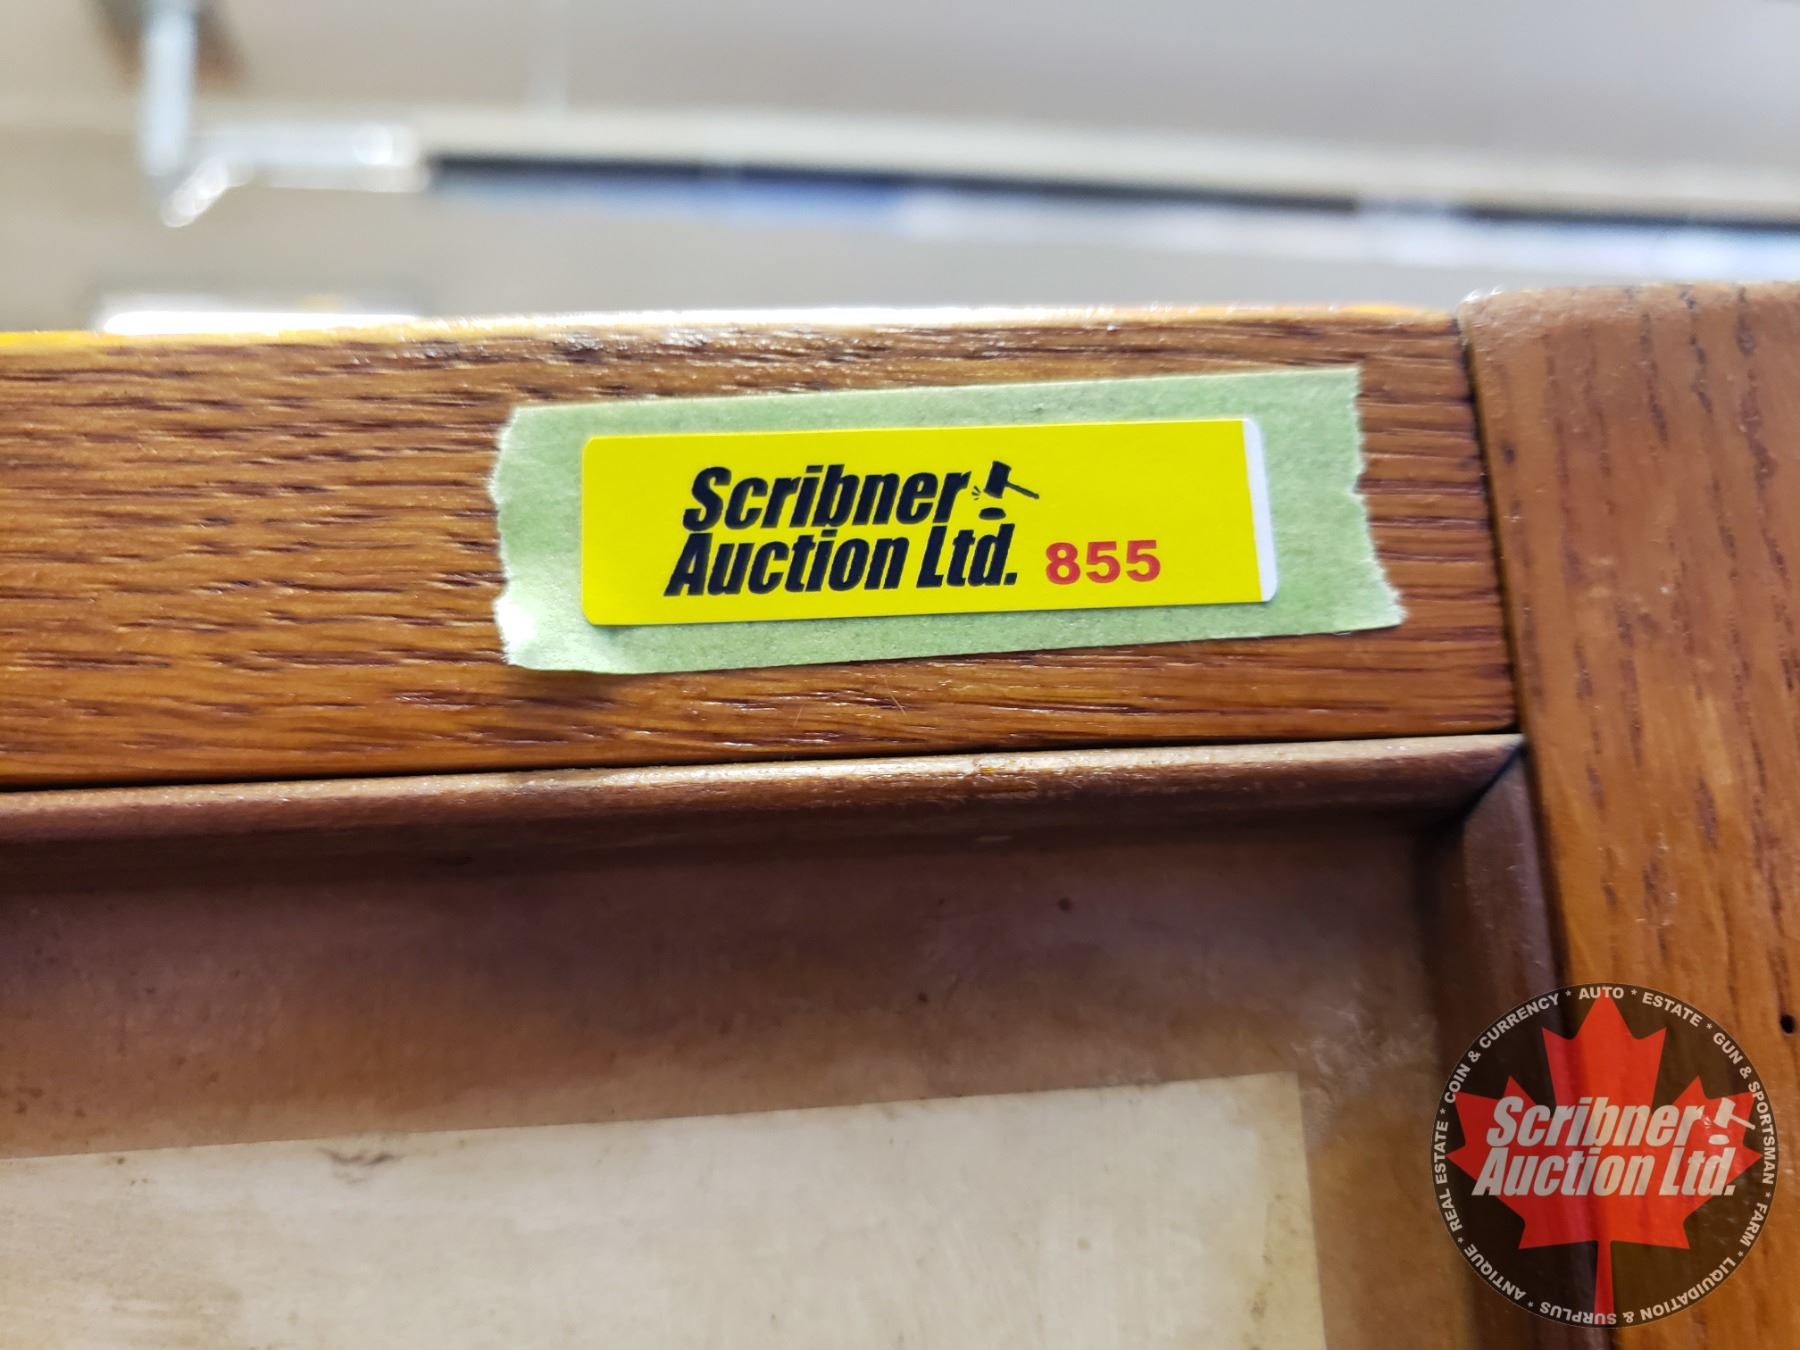 Scribner
Auction Ltd. 855
COIN & CURRENCY * AUTO * ESTATE * GUN & SPORTSMAN * FARM * LIQUIDATION & SURPLUS * ANTIQUE * REAL ESTATE *
Scribner
Auction Ltd.